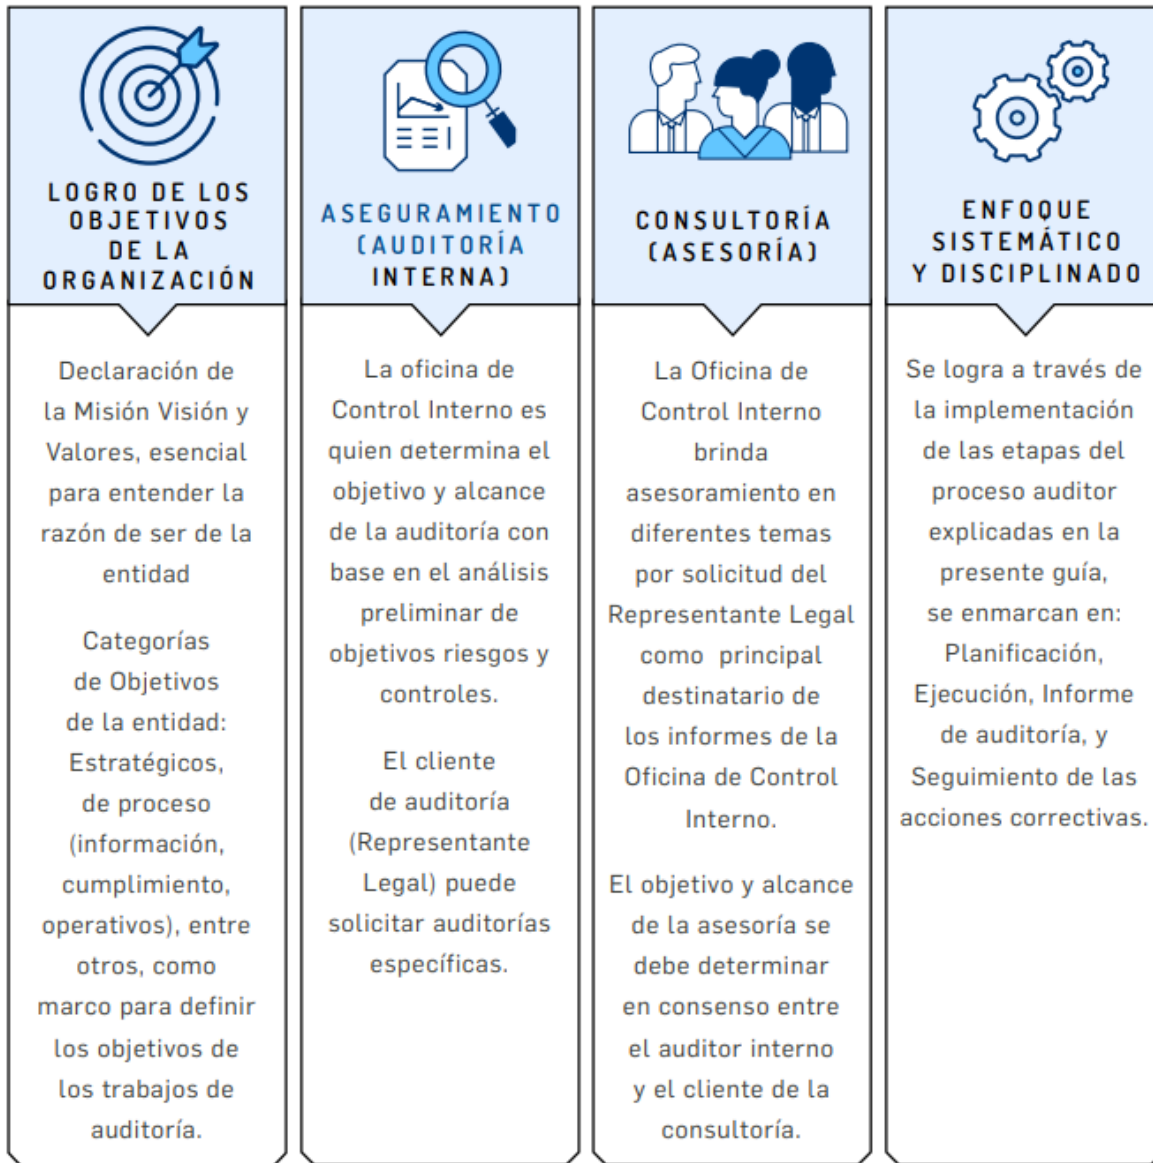 LOGRO DE LOS
OBJETIVOS
DE LA
ORGANIZACIÓN
Declaración de
la Misión Visión y
Valores, esencial
para entender la
razón de ser de la
entidad
Categorías
de Objetivos
de la entidad:
Estratégicos,
de proceso
(información,
cumplimiento,
operativos), entre
otros, como
marco para definir
los objetivos de
los trabajos de
auditoría.
ASEGURAMIENTO
(AUDITORÍA
INTERNA)
La oficina de
Control Interno es
quien determina el
objetivo y alcance
de la auditoría con
base en el análisis
preliminar de
objetivos riesgos y
controles.
El cliente
de auditoría
(Representante
Legal) puede
solicitar auditorías
específicas.
CONSULTORÍA
(ASESORÍA)
La Oficina de
Control Interno
brinda
asesoramiento en
diferentes temas
por solicitud del
Representante Legal
como principal
destinatario de
los informes de la
Oficina de Control
Interno.
El objetivo y alcance
de la asesoría se
debe determinar
en consenso entre
el auditor interno
y el cliente de la
consultoría.
ENFOQUE
SISTEMÁTICO
Y DISCIPLINADO
Se logra a través de
la implementación
de las etapas del
proceso auditor
explicadas en la
presente guía,
se enmarcan en:
Planificación,
Ejecución, Informe
de auditoría, y
Seguimiento de las
acciones correctivas.